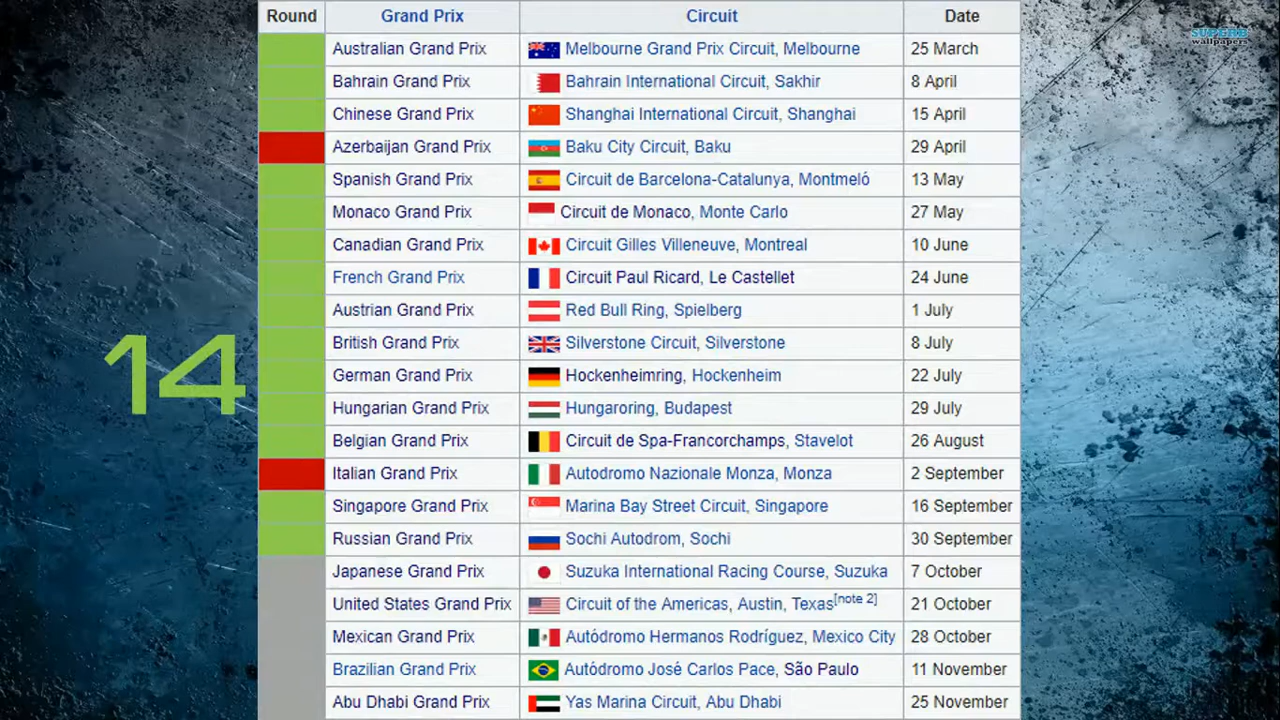 Round Grand Prix Circuit Date
SUPERB
wallpapers
Australian Grand Prix Melbourne Grand Prix Circuit, Melbourne 25 March
Bahrain Grand Prix Bahrain International Circuit, Sakhir 8 April
Chinese Grand Prix Shanghai International Circuit, Shanghai 15 April
Azerbaijan Grand Prix Baku City Circuit, Baku 29 April
Spanish Grand Prix Circuit de Barcelona-Catalunya, Montmeló 13 May
Monaco Grand Prix Circuit de Monaco, Monte Carlo 27 May
Canadian Grand Prix Circuit Gilles Villeneuve, Montreal 10 June
French Grand Prix Circuit Paul Ricard, Le Castellet 24 June
Austrian Grand Prix Red Bull Ring, Spielberg 1 July
British Grand Prix Silverstone Circuit, Silverstone 8 July
14
German Grand Prix Hockenheimring, Hockenheim 22 July
Hungarian Grand Prix Hungaroring, Budapest 29 July
Belgian Grand Prix Circuit de Spa-Francorchamps, Stavelot 26 August
Italian Grand Prix Autodromo Nazionale Monza, Monza 2 September
Singapore Grand Prix Marina Bay Street Circuit, Singapore 16 September
Russian Grand Prix Sochi Autodrom, Sochi 30 September
Japanese Grand Prix Suzuka International Racing Course, Suzuka 7 October
United States Grand Prix Circuit of the Americas, Austin, Texas[note 2] 21 October
Mexican Grand Prix Autódromo Hermanos Rodríguez, Mexico City 28 October
Brazilian Grand Prix Autódromo José Carlos Pace, São Paulo 11 November
Abu Dhabi Grand Prix Yas Marina Circuit, Abu Dhabi 25 November